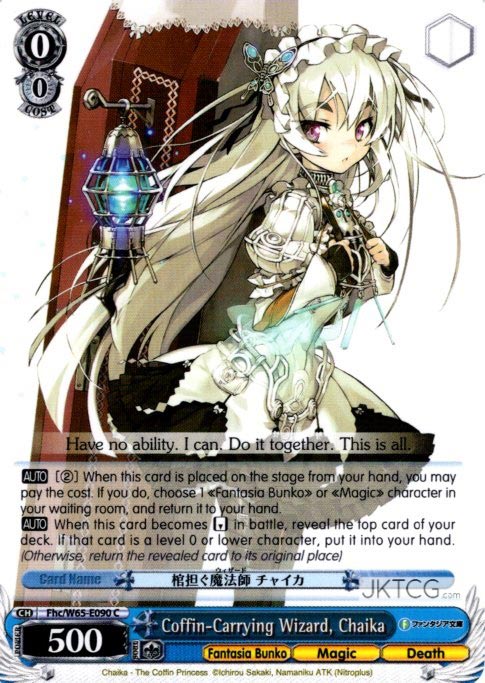 LEVEL
0
0
COST
Have no ability. I can. Do it together. This is all.
AUTO [②] When this card is placed on the stage from your hand, you may
pay the cost. If you do, choose 1 «Fantasia Bunko» or «Magic» character in
your waiting room, and return it to your hand.
AUTO When this card becomes in battle, reveal the top card of your
deck. If that card is a level 0 or lower character, put it into your hand.
(Otherwise, return the revealed card to its original place)
Card Name
ウィザード
棺担ぐ魔法師 チャイカ
JKTCG.com
CH Fhc/W65-E090 C
POWER 500 SOUL
Coffin-Carrying Wizard, Chaika
ファンタジア文庫
Fantasia Bunko Magic Death
Chaika - The Coffin Princess ©Ichirou Sakaki, Namaniku ATK (Nitroplus)